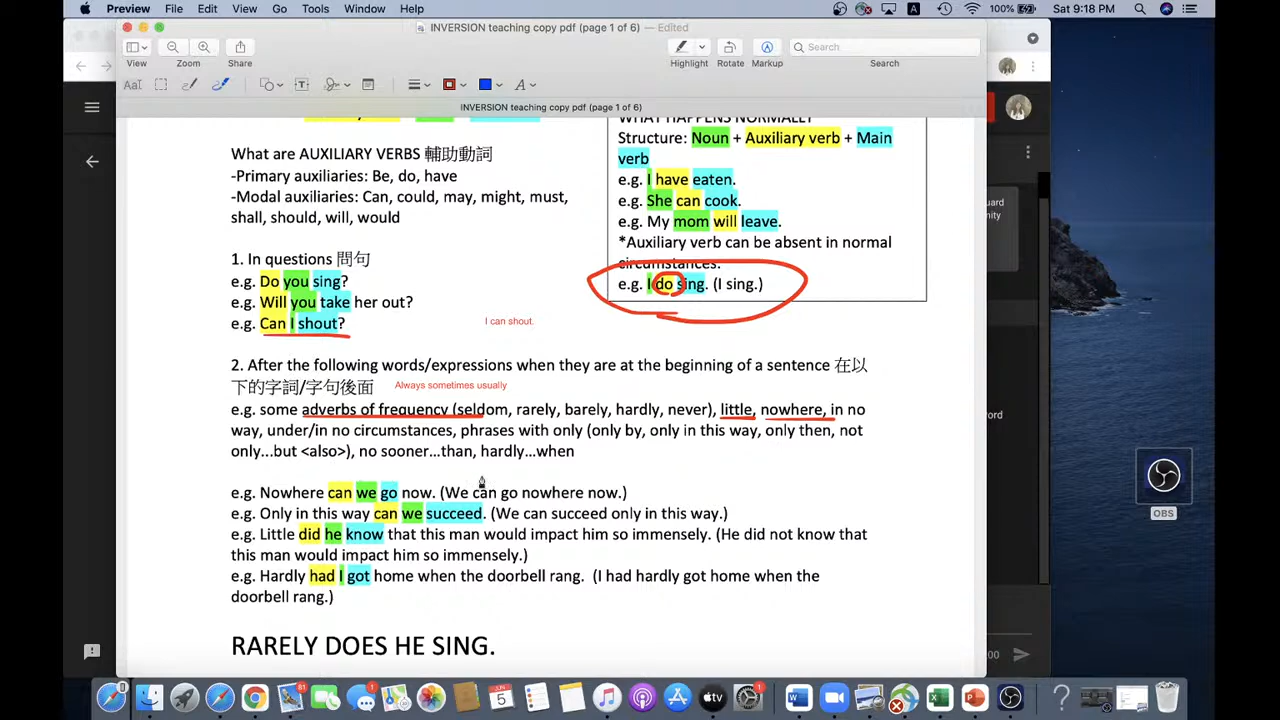 Preview File Edit View Go Tools Window Help
100% Sat 9:18 PM
INVERSION teaching copy pdf (page 1 of 6) — Edited
Search
View Zoom Share Highlight Rotate Markup Search
INVERSION teaching copy pdf (page 1 of 6)
WHAT HAPPENS NORMALLY
Structure: Noun + Auxiliary verb + Main
verb
e.g. I have eaten.
e.g. She can cook.
e.g. My mom will leave.
*Auxiliary verb can be absent in normal
circumstances.
e.g. I do sing. (I sing.)
What are AUXILIARY VERBS 輔助動詞
-Primary auxiliaries: Be, do, have
-Modal auxiliaries: Can, could, may, might, must,
shall, should, will, would
1. In questions 問句
e.g. Do you sing?
e.g. Will you take her out?
e.g. Can I shout?
I can shout.
2. After the following words/expressions when they are at the beginning of a sentence 在以
下的字詞/字句後面
Always sometimes usually
e.g. some adverbs of frequency (seldom, rarely, barely, hardly, never), little, nowhere, in no
way, under/in no circumstances, phrases with only (only by, only in this way, only then, not
only...but <also>), no sooner...than, hardly...when
e.g. Nowhere can we go now. (We can go nowhere now.)
e.g. Only in this way can we succeed. (We can succeed only in this way.)
e.g. Little did he know that this man would impact him so immensely. (He did not know that
this man would impact him so immensely.)
e.g. Hardly had I got home when the doorbell rang. (I had hardly got home when the
doorbell rang.)
RARELY DOES HE SING.
OBS